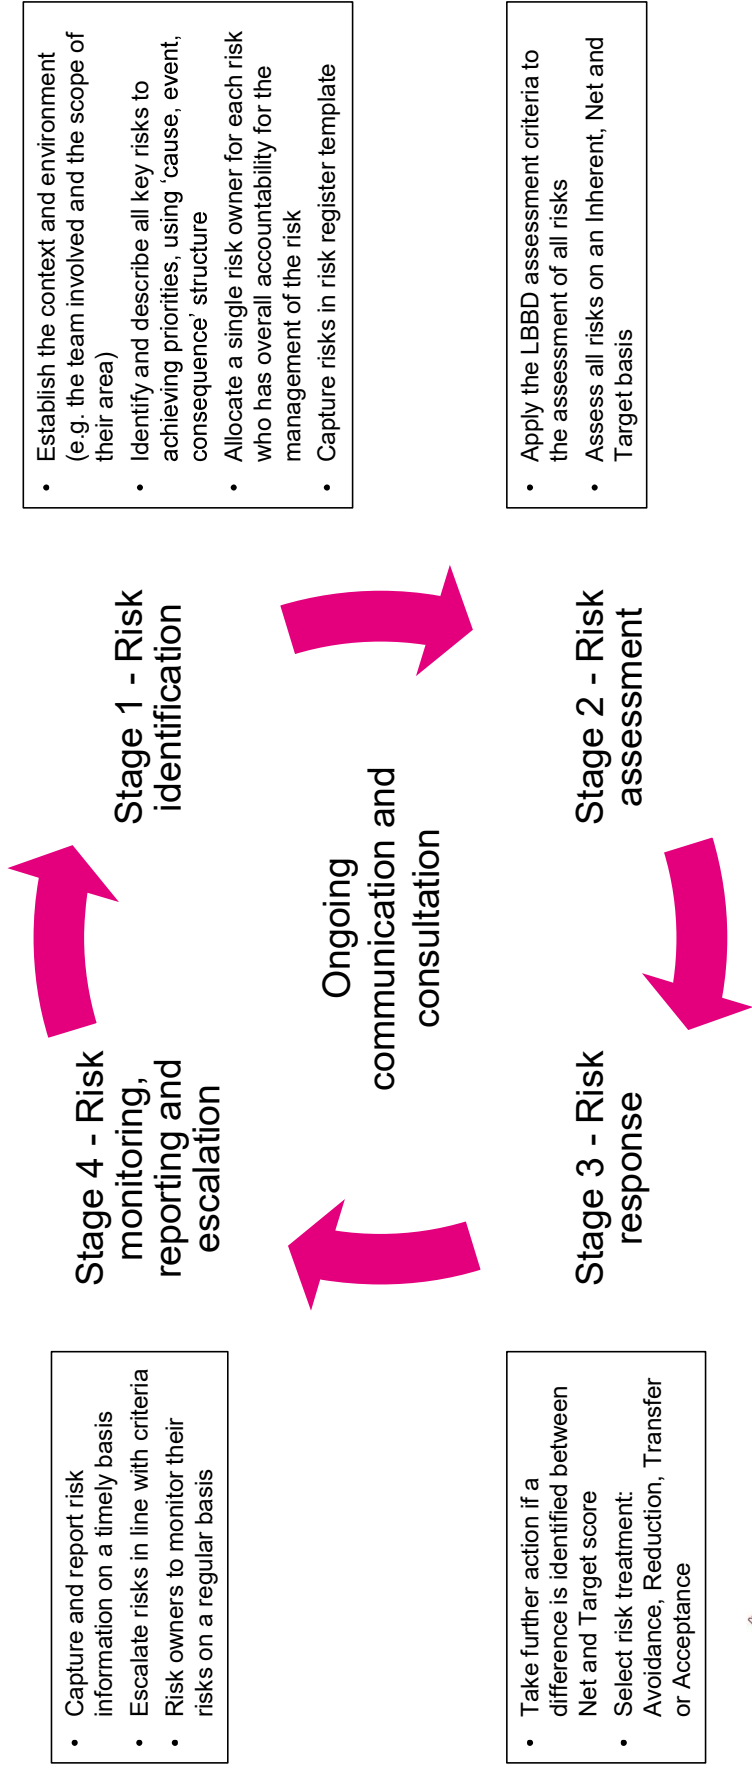 • Capture and report risk
information on a timely basis
• Escalate risks in line with criteria
• Risk owners to monitor their
risks on a regular basis
Stage 4 - Risk
monitoring,
reporting and
escalation
Stage 1 - Risk
identification
• Establish the context and environment
(e.g. the team involved and the scope of
their area)
• Identify and describe all key risks to
achieving priorities, using ‘cause, event,
consequence’ structure
• Allocate a single risk owner for each risk
who has overall accountability for the
management of the risk
• Capture risks in risk register template
Ongoing
communication and
consultation
• Take further action if a
difference is identified between
Net and Target score
• Select risk treatment:
Avoidance, Reduction, Transfer
or Acceptance
Stage 3 - Risk
response
Stage 2 - Risk
assessment
• Apply the LBBD assessment criteria to
the assessment of all risks
• Assess all risks on an Inherent, Net and
Target basis